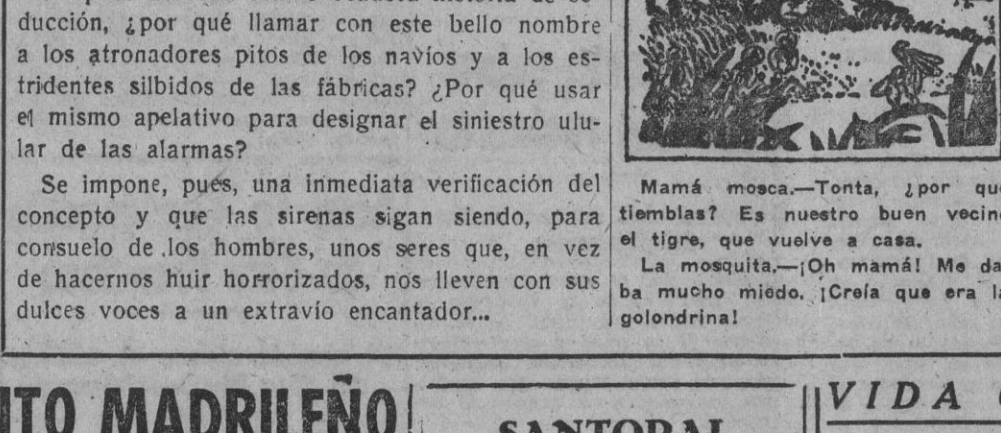 ducción, ¿por qué llamar con este bello nombre
a los atronadores pitos de los navíos y a los es-
tridentes silbidos de las fábricas? ¿Por qué usar
el mismo apelativo para designar el siniestro ulu-
lar de las alarmas?
Se impone, pues, una inmediata verificación del
concepto y que las sirenas sigan siendo, para
consuelo de los hombres, unos seres que, en vez
de hacernos huir horrorizados, nos lleven con sus
dulces voces a un extravío encantador...
Mamá mosca.—Tonta, ¿por qué
tiemblas? Es nuestro buen vecino
el tigre, que vuelve a casa.
La mosquita.—¡Oh mamá! Me da-
ba mucho miedo. ¡Creía que era la
golondrina!
MADRILEÑO
SANTORAL
VIDA